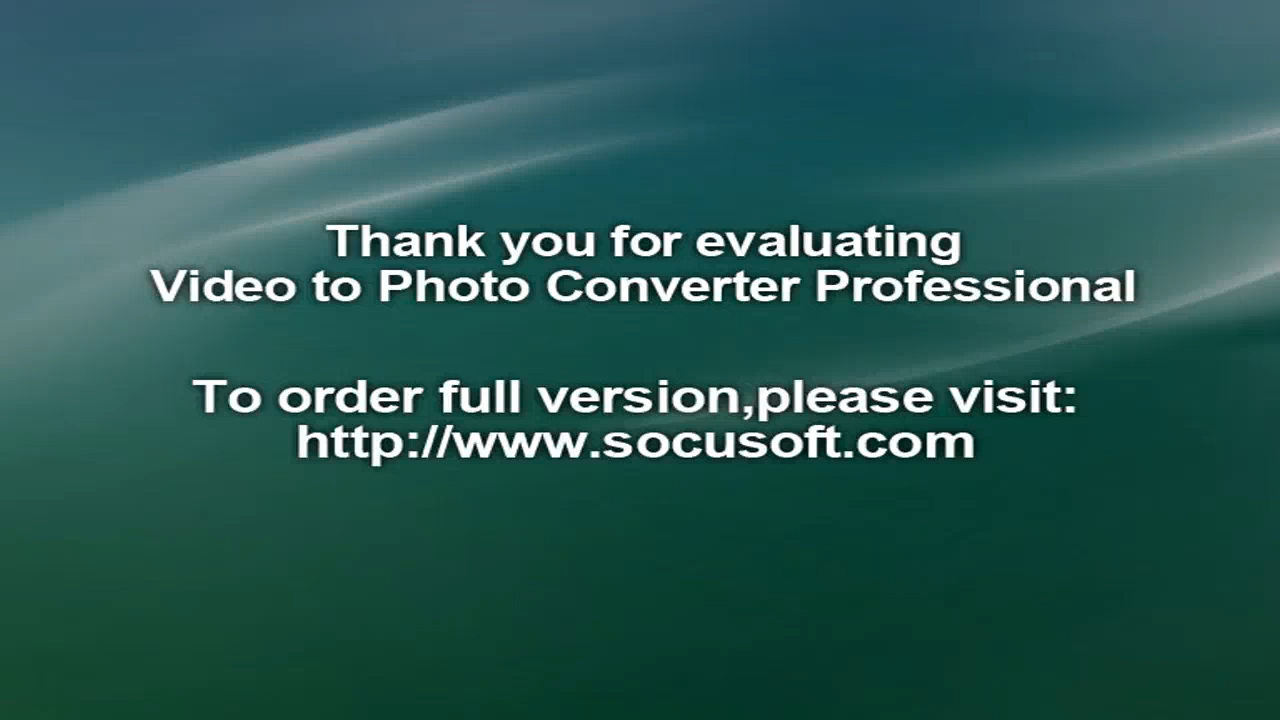 Thank you for evaluating
Video to Photo Converter Professional
To order full version,please visit:
http://www.socusoft.com